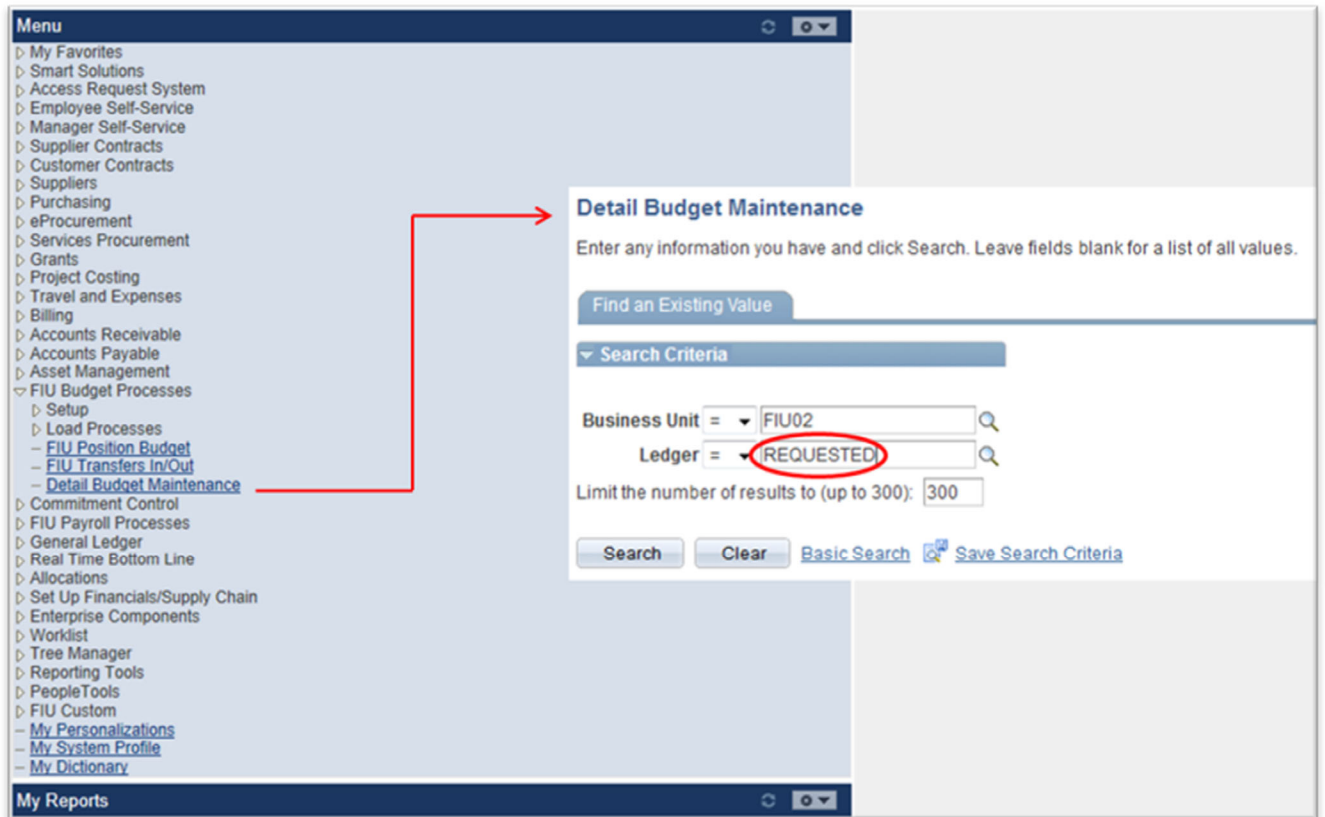 Menu
My Favorites
Smart Solutions
Access Request System
Employee Self-Service
Manager Self-Service
Supplier Contracts
Customer Contracts
Suppliers
Purchasing
eProcurement
Services Procurement
Grants
Project Costing
Travel and Expenses
Billing
Accounts Receivable
Accounts Payable
Asset Management
FIU Budget Processes
Setup
Load Processes
FIU Position Budget
FIU Transfers In/Out
Detail Budget Maintenance
Commitment Control
FIU Payroll Processes
General Ledger
Real Time Bottom Line
Allocations
Set Up Financials/Supply Chain
Enterprise Components
Worklist
Tree Manager
Reporting Tools
PeopleTools
FIU Custom
My Personalizations
My System Profile
My Dictionary
My Reports
Detail Budget Maintenance
Enter any information you have and click Search. Leave fields blank for a list of all values.
Find an Existing Value
Search Criteria
Business Unit = FIU02
Ledger = REQUESTED
Limit the number of results to (up to 300): 300
Search Clear Basic Search Save Search Criteria